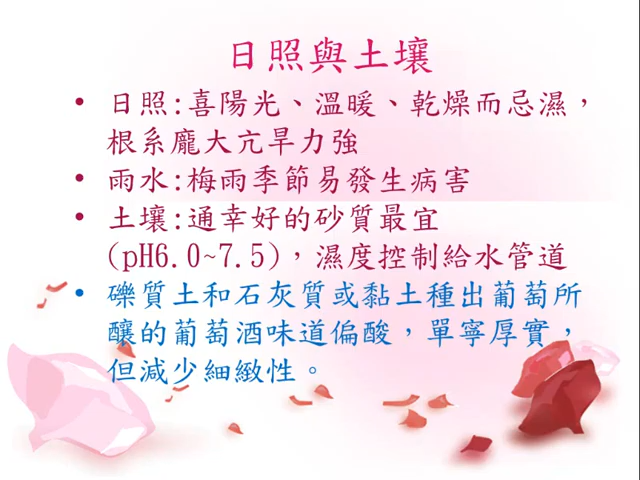 日照與土壤
• 日照:喜陽光、溫暖、乾燥而忌濕，
根系龐大亢旱力強
• 雨水:梅雨季節易發生病害
• 土壤:通幸好的砂質最宜
(pH6.0~7.5)，濕度控制給水管道
• 礫質土和石灰質或黏土種出葡萄所
釀的葡萄酒味道偏酸，單寧厚實，
但減少細緻性。